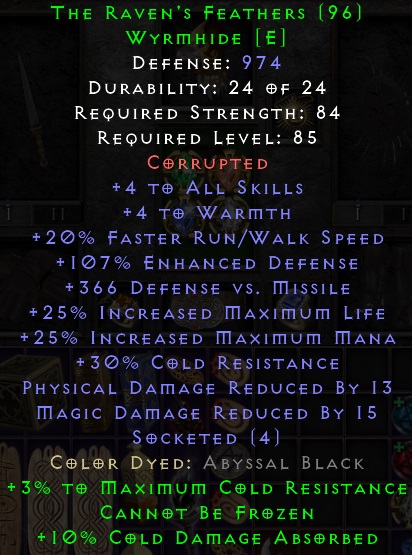 The Raven's Feathers (96)
Wyrmhide [E]
Defense: 974
Durability: 24 of 24
Required Strength: 84
Required Level: 85
Corrupted
+4 to All Skills
+4 to Warmth
+20% Faster Run/Walk Speed
+107% Enhanced Defense
+366 Defense vs. Missile
+25% Increased Maximum Life
+25% Increased Maximum Mana
+30% Cold Resistance
Physical Damage Reduced By 13
Magic Damage Reduced By 15
Socketed (4)
Color Dyed: Abyssal Black
+3% to Maximum Cold Resistance
Cannot Be Frozen
+10% Cold Damage Absorbed